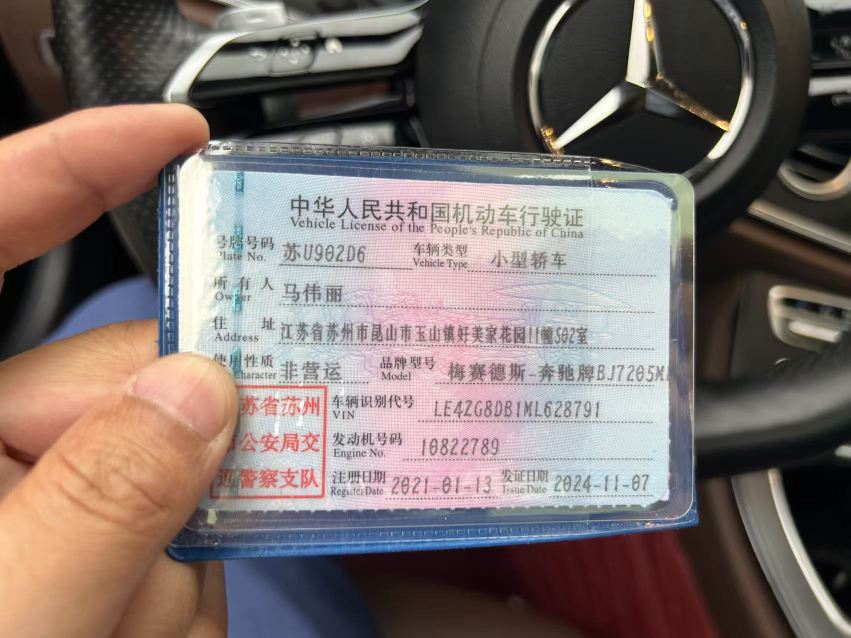 中华人民共和国机动车行驶证
Vehicle License of the People's Republic of China
号牌号码 苏U902D6 车辆类型 小型轿车
Plate No. Vehicle Type
所有人 马伟丽
Owner
住址 江苏省苏州市昆山市玉山镇好美家花园11幢502室
Address
使用性质 非营运 品牌型号 梅赛德斯-奔驰牌BJ7205M
Character Model
苏省苏州 车辆识别代号 LE4ZG8DB1ML628791
VIN
公安局交 发动机号码 10822789
Engine No.
通警察支队 注册日期 2021-01-13 发证日期 2024-11-07
Register Date Issue Date